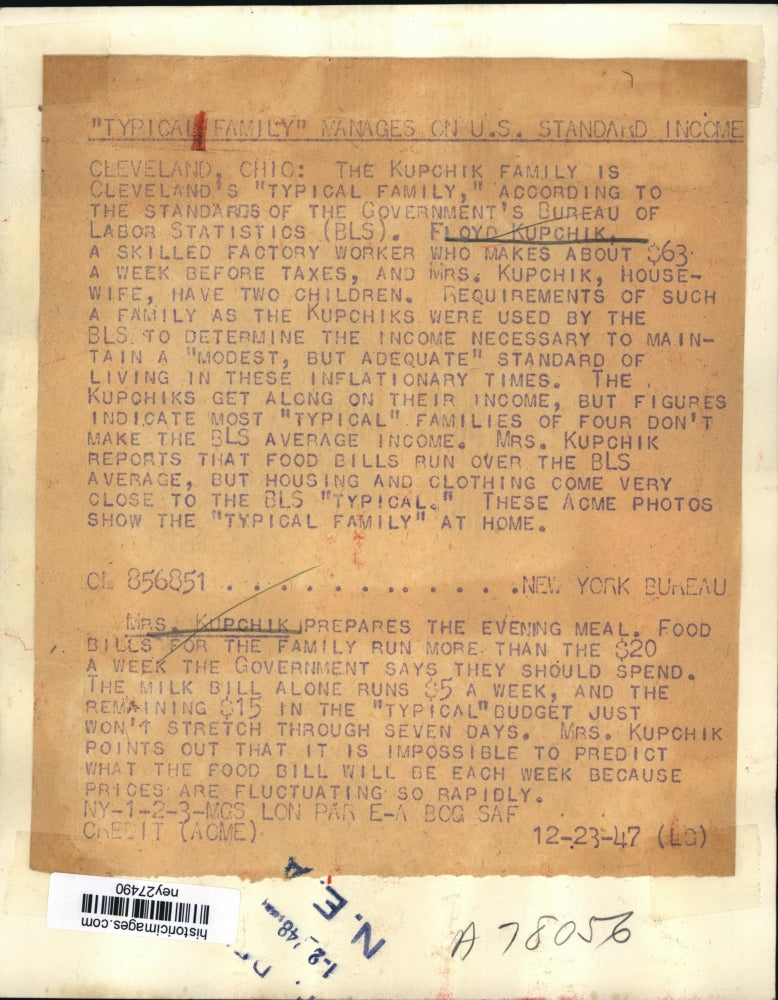 "TYPICAL FAMILY" MANAGES ON U.S. STANDARD INCOME
CLEVELAND, OHIO: THE KUPCHIK FAMILY IS
CLEVELAND'S "TYPICAL FAMILY," ACCORDING TO
THE STANDARDS OF THE GOVERNMENT'S BUREAU OF
LABOR STATISTICS (BLS). FLOYD KUPCHIK,
A SKILLED FACTORY WORKER WHO MAKES ABOUT $63
A WEEK BEFORE TAXES, AND MRS. KUPCHIK, HOUSE-
WIFE, HAVE TWO CHILDREN. REQUIREMENTS OF SUCH
A FAMILY AS THE KUPCHIKS WERE USED BY THE
BLS TO DETERMINE THE INCOME NECESSARY TO MAIN-
TAIN A "MODEST, BUT ADEQUATE" STANDARD OF
LIVING IN THESE INFLATIONARY TIMES. THE
KUPCHIKS GET ALONG ON THEIR INCOME, BUT FIGURES
INDICATE MOST "TYPICAL" FAMILIES OF FOUR DON'T
MAKE THE BLS AVERAGE INCOME. MRS. KUPCHIK
REPORTS THAT FOOD BILLS RUN OVER THE BLS
AVERAGE, BUT HOUSING AND CLOTHING COME VERY
CLOSE TO THE BLS "TYPICAL." THESE ACME PHOTOS
SHOW THE "TYPICAL FAMILY" AT HOME.
CL 856851 . . . . . . . . . . . . . NEW YORK BUREAU
MRS. KUPCHIK PREPARES THE EVENING MEAL. FOOD
BILLS FOR THE FAMILY RUN MORE THAN THE $20
A WEEK THE GOVERNMENT SAYS THEY SHOULD SPEND.
THE MILK BILL ALONE RUNS $5 A WEEK, AND THE
REMAINING $15 IN THE "TYPICAL" BUDGET JUST
WON'T STRETCH THROUGH SEVEN DAYS. MRS. KUPCHIK
POINTS OUT THAT IT IS IMPOSSIBLE TO PREDICT
WHAT THE FOOD BILL WILL BE EACH WEEK BECAUSE
PRICES ARE FLUCTUATING SO RAPIDLY.
NY-1-2-3-MGS LON PAR E-A BCG SAF
CREDIT (ACME) 12-23-47 (LG)
ney27490
historicimages.com
N.E.A
1-2-'48
A 78056